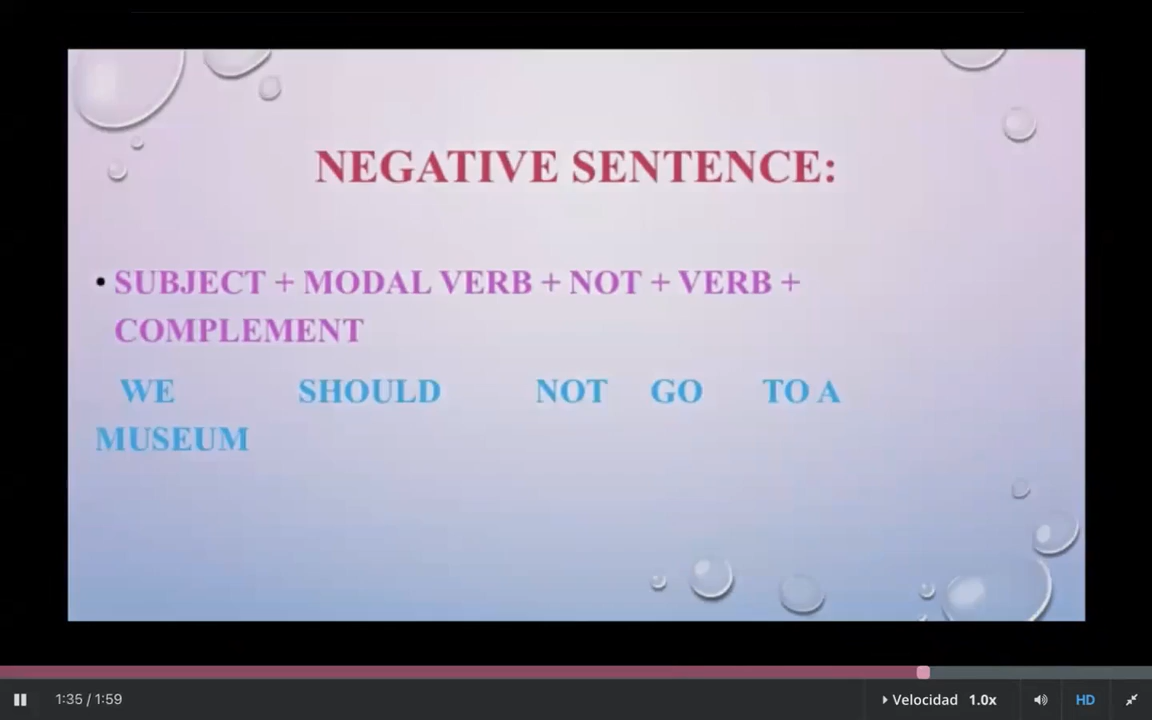 NEGATIVE SENTENCE:
• SUBJECT + MODAL VERB + NOT + VERB +
COMPLEMENT
WE SHOULD NOT GO TO A
MUSEUM
1:35 / 1:59 Velocidad 1.0x HD